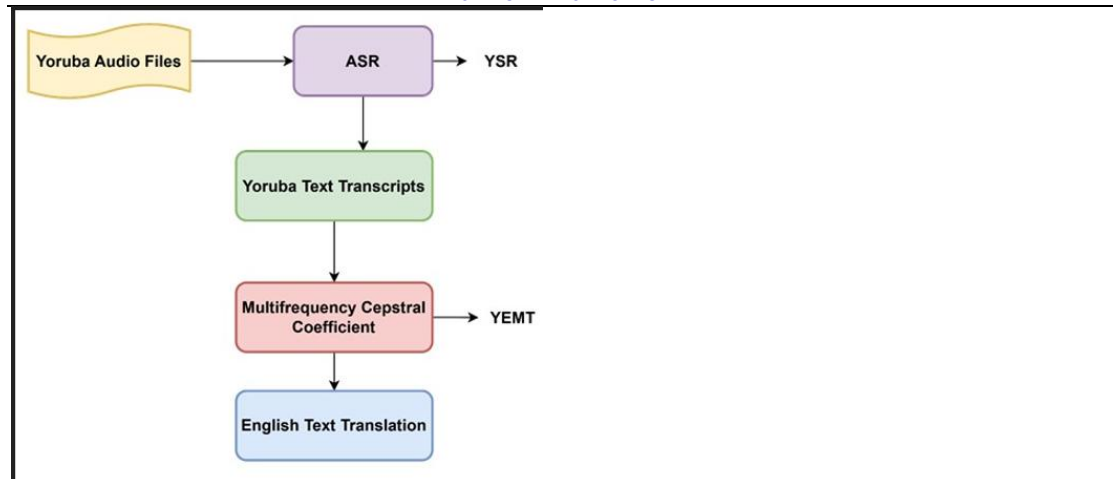 Yoruba Audio Files
ASR
YSR
Yoruba Text Transcripts
Multifrequency Cepstral
Coefficient
YEMT
English Text Translation